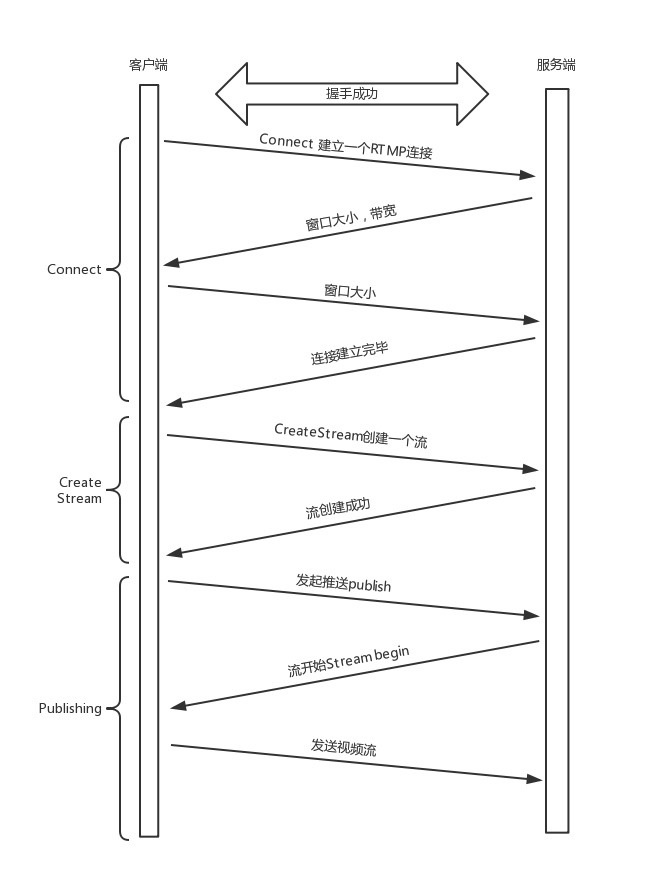 客户端
服务端
握手成功
Connect 建立一个RTMP连接
窗口大小，带宽
Connect
窗口大小
连接建立完毕
CreateStream创建一个流
Create
Stream
流创建成功
发起推送publish
流开始Stream begin
Publishing
发送视频流